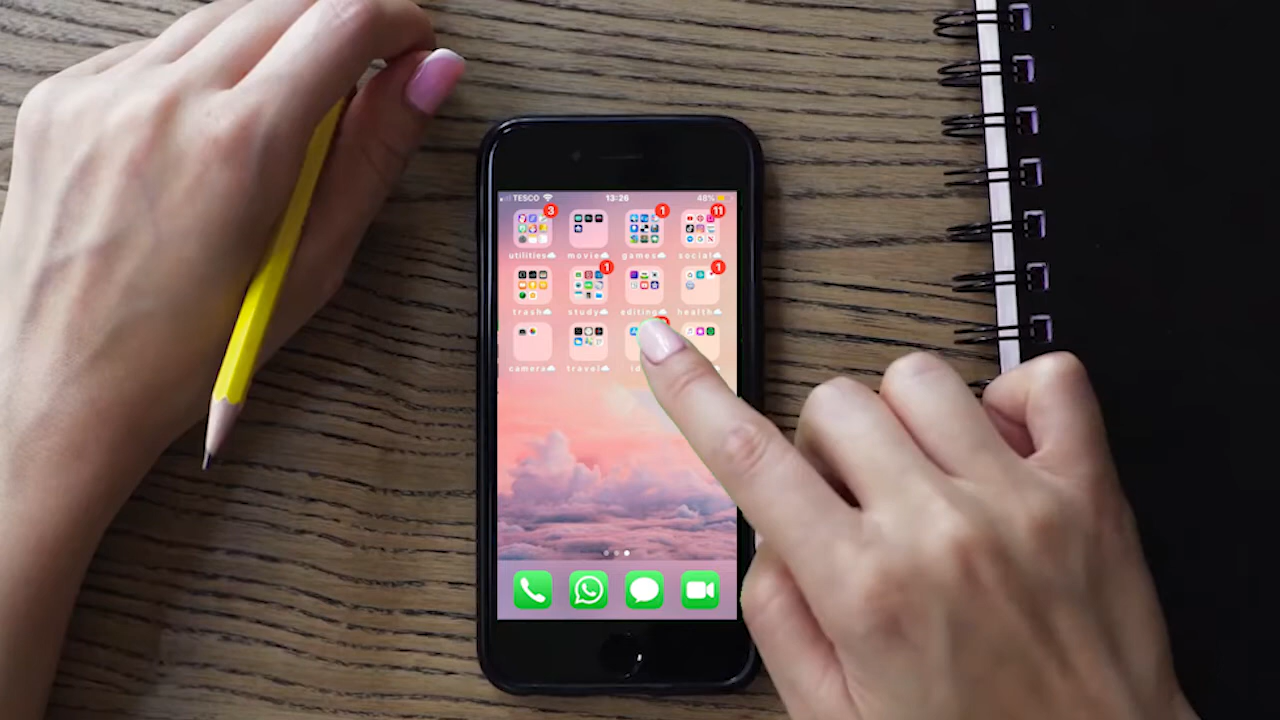 TESCO 13:26 48%
3 1 11
utilities movie games social
1 1
trash study editing health
camera travel